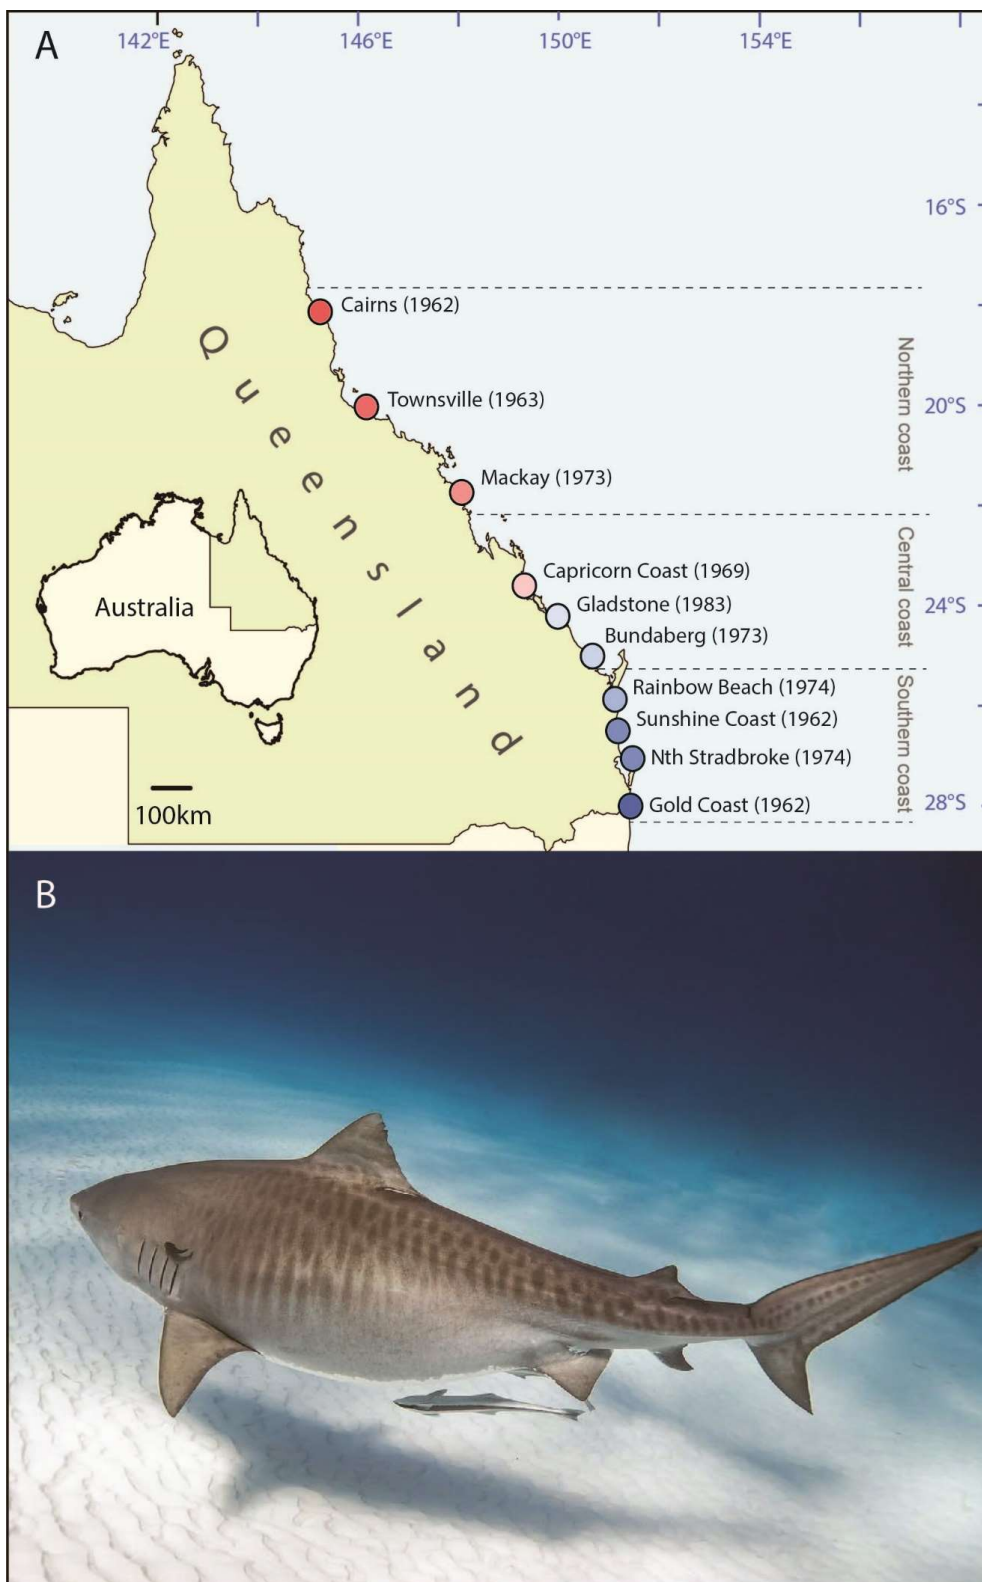 A
142°E
146°E
150°E
154°E
16°S
Cairns (1962)
Northern coast
Townsville (1963)
20°S
Queensland
Mackay (1973)
Central coast
Capricorn Coast (1969)
Gladstone (1983)
24°S
Australia
Bundaberg (1973)
Southern coast
Rainbow Beach (1974)
Sunshine Coast (1962)
Nth Stradbroke (1974)
100km
Gold Coast (1962)
28°S
B